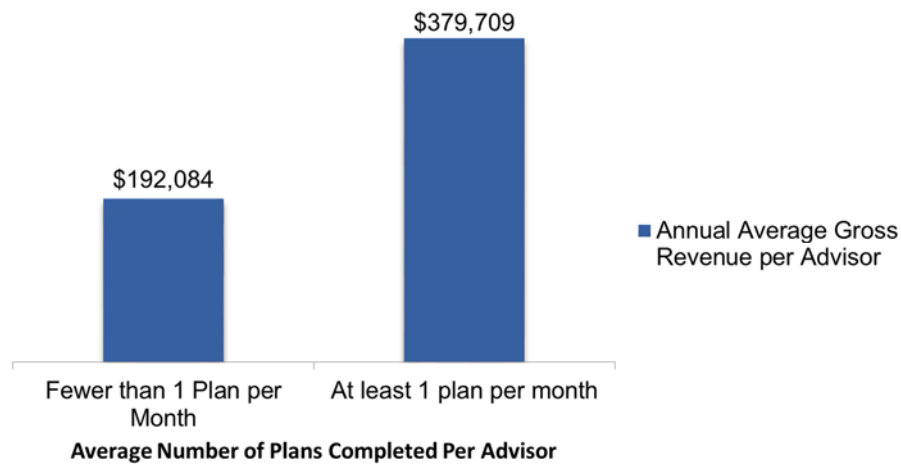 $379,709
$192,084
Annual Average Gross
Revenue per Advisor
Fewer than 1 Plan per
Month
At least 1 plan per month
Average Number of Plans Completed Per Advisor